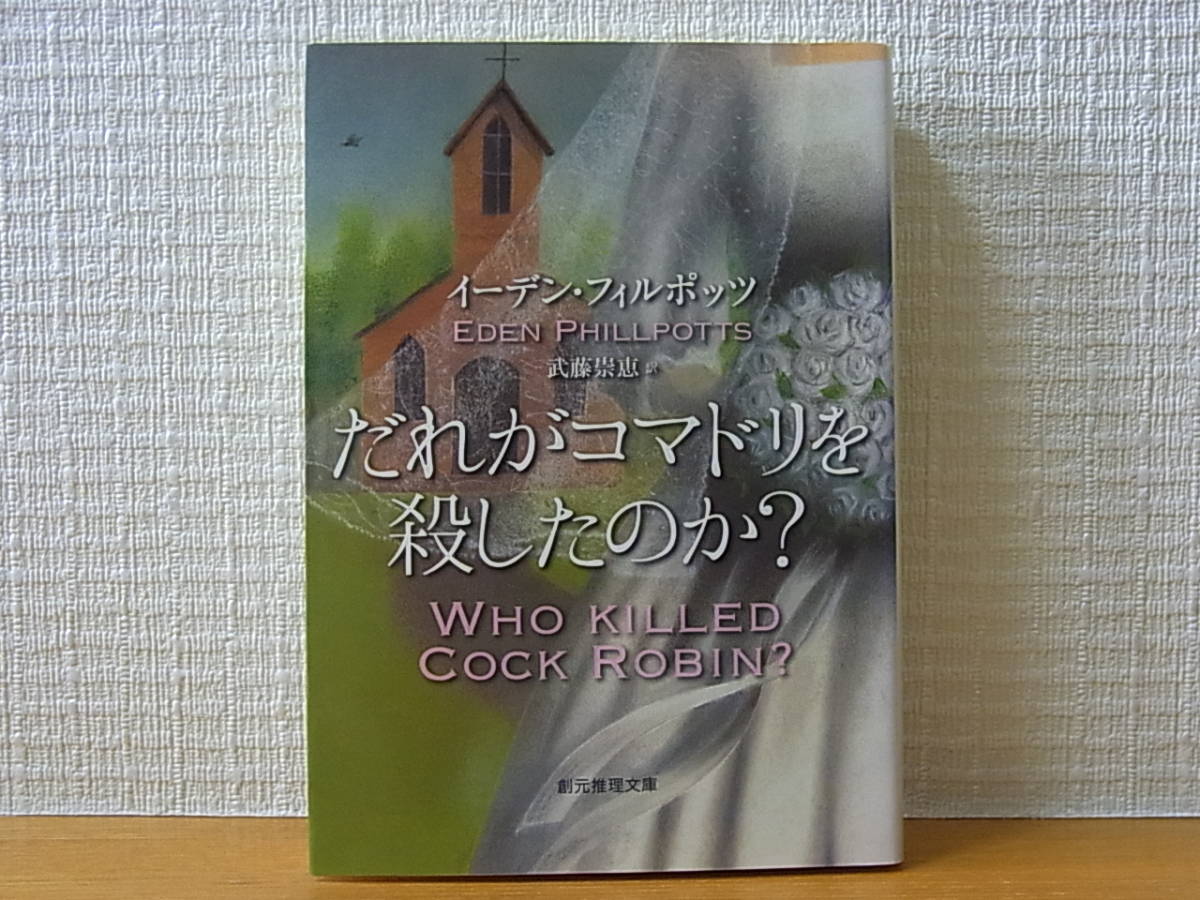 イーデン・フィルポッツ
EDEN PHILLPOTTS
武藤崇恵 訳
だれがコマドリを
殺したのか?
WHO KILLED
COCK ROBIN?
創元推理文庫